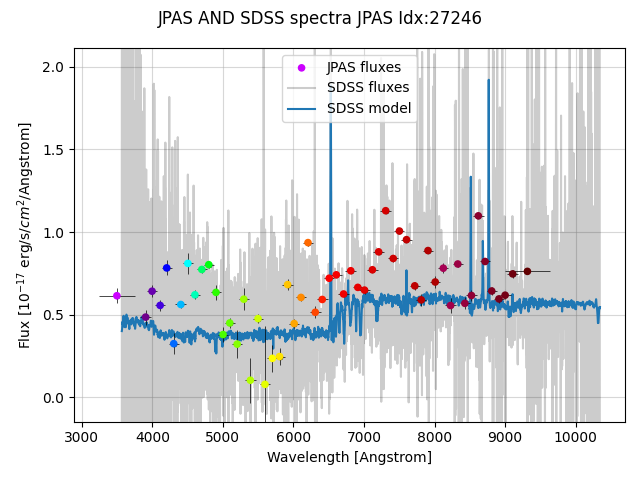 JPAS AND SDSS spectra JPAS Idx:27246
JPAS fluxes
SDSS fluxes
SDSS model
2.0
1.5
1.0
0.5
0.0
Flux [10⁻¹⁷ erg/s/cm²/Angstrom]
3000 4000 5000 6000 7000 8000 9000 10000
Wavelength [Angstrom]